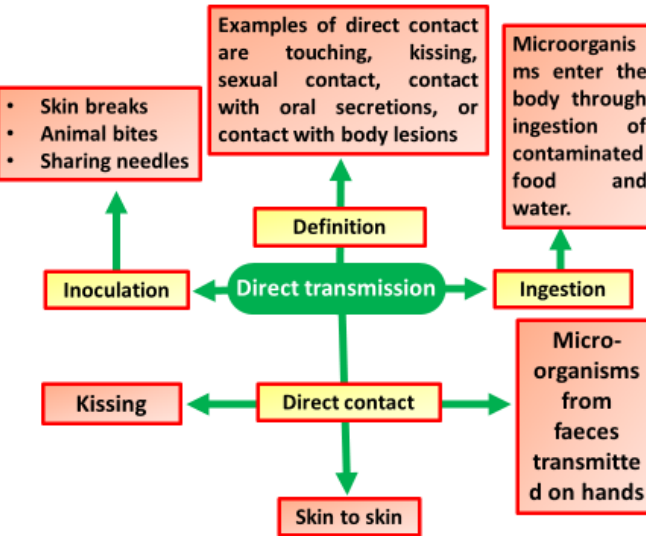 Examples of direct contact
are touching, kissing,
sexual contact, contact
with oral secretions, or
contact with body lesions
Microorganis
ms enter the
body through
ingestion of
contaminated
food and
water.
• Skin breaks
• Animal bites
• Sharing needles
Definition
Inoculation
Direct transmission
Ingestion
Kissing
Direct contact
Micro-
organisms
from
faeces
transmitte
d on hands
Skin to skin